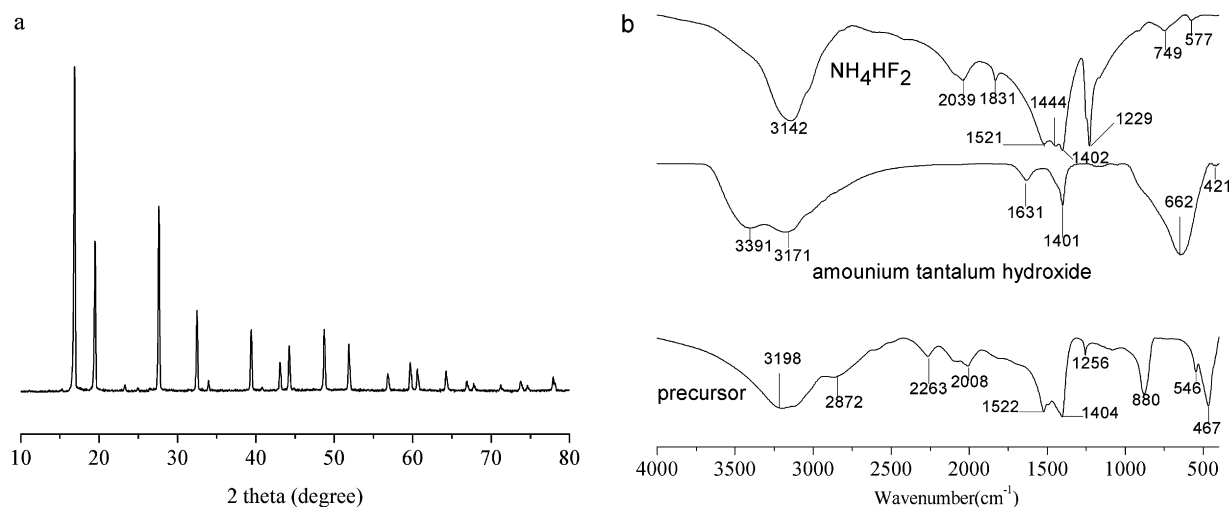 a
10 20 30 40 50 60 70 80
2 theta (degree)
b
NH4HF2
3142
2039
1831
1521
1444
1402
1229
749
577
3391
3171
1631
1401
662
421
amounium tantalum hydroxide
precursor
3198
2872
2263
2008
1522
1404
1256
880
546
467
4000 3500 3000 2500 2000 1500 1000 500
Wavenumber(cm-1)